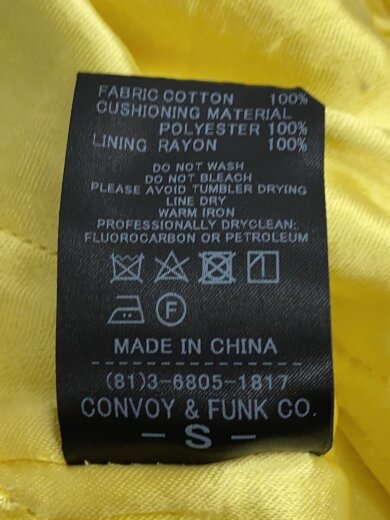 FABRIC COTTON 100%
CUSHIONING MATERIAL
POLYESTER 100%
LINING RAYON 100%
DO NOT WASH
DO NOT BLEACH
PLEASE AVOID TUMBLER DRYING
LINE DRY
WARM IRON
PROFESSIONALLY DRYCLEAN:
FLUOROCARBON OR PETROLEUM
F
MADE IN CHINA
(81)3-6805-1817
CONVOY & FUNK CO.
- S -